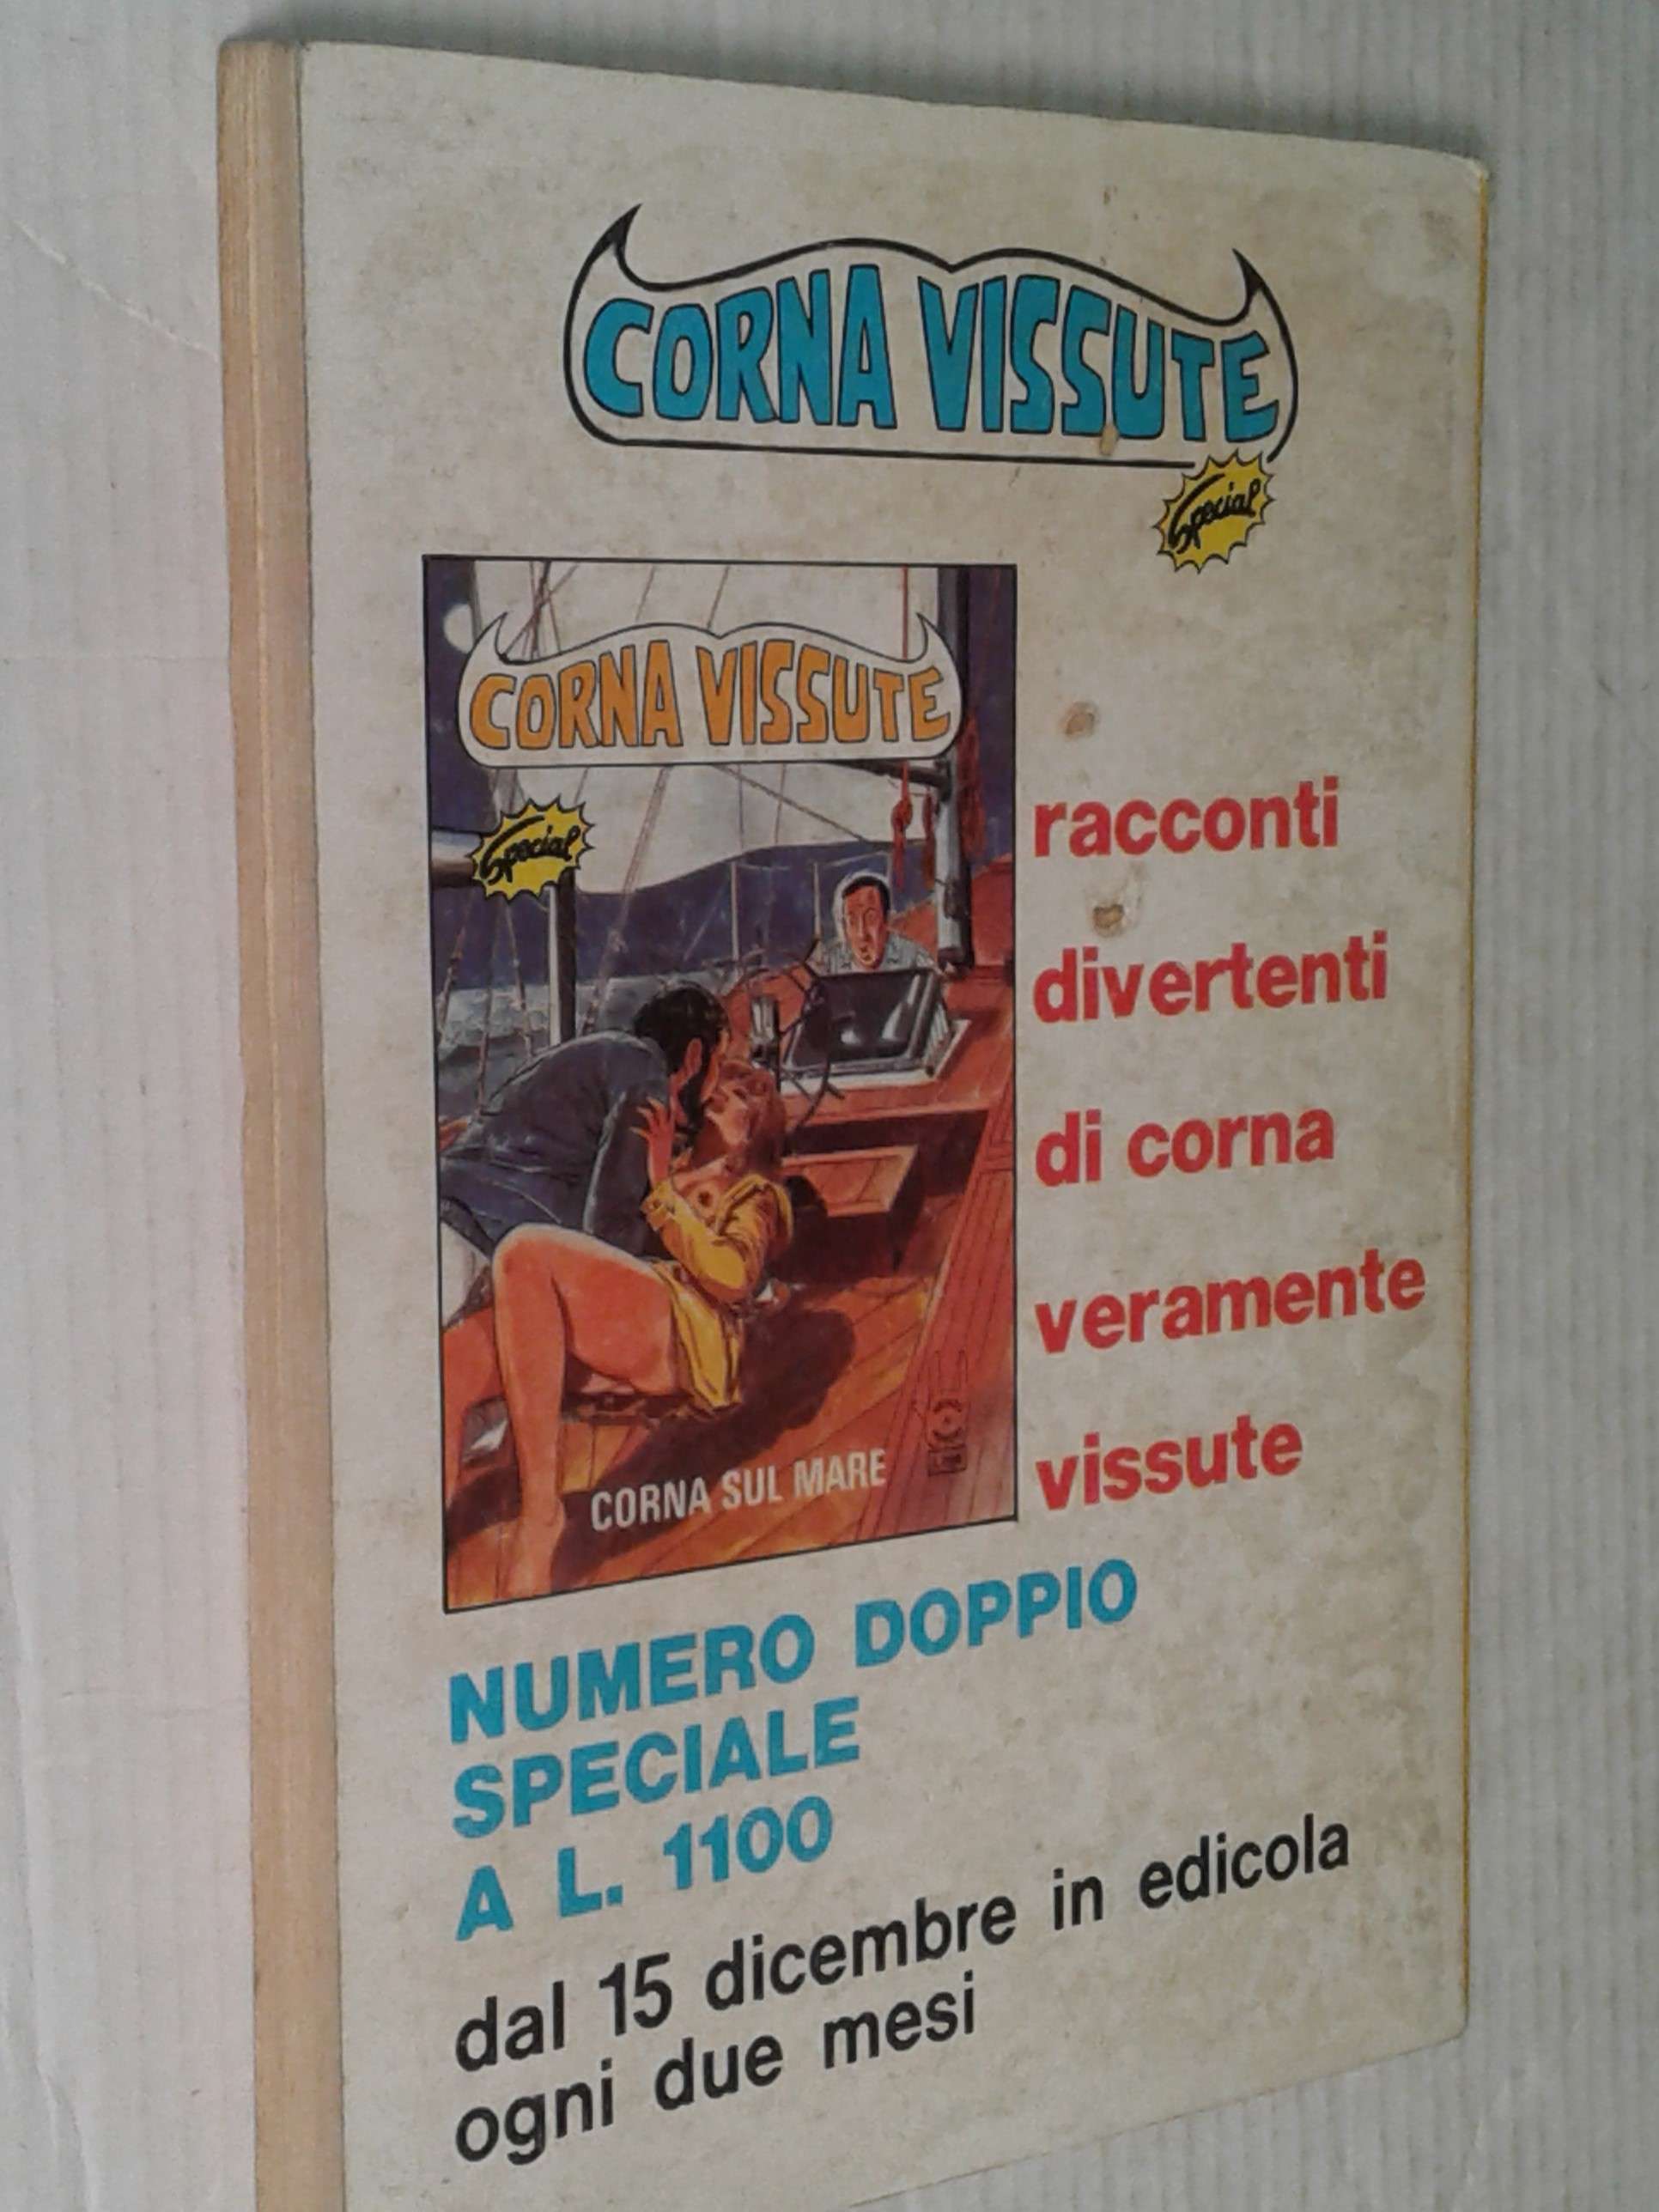 CORNA VISSUTE
Special
CORNA VISSUTE
Special
CORNA SUL MARE
racconti
divertenti
di corna
veramente
vissute
NUMERO DOPPIO
SPECIALE
A L. 1100
dal 15 dicembre in edicola
ogni due mesi